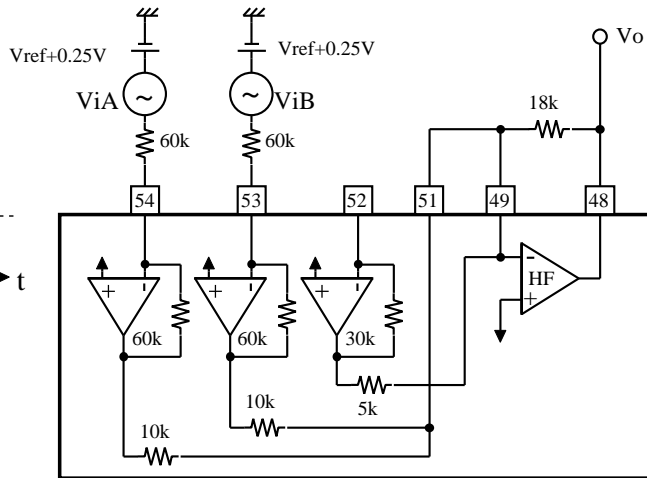 Vref+0.25V Vref+0.25V
Vo
ViA ViB
18k
60k 60k
54 53 52 51 49 48
t
+ - + - + - - HF +
60k 60k 30k
5k
10k
10k